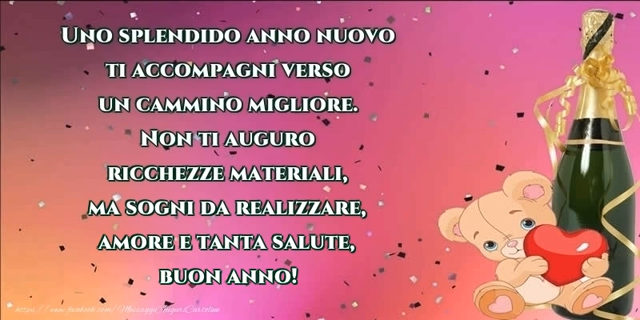 Uno splendido anno nuovo
ti accompagni verso
un cammino migliore.
Non ti auguro
ricchezze materiali,
ma sogni da realizzare,
amore e tanta salute,
buon anno!